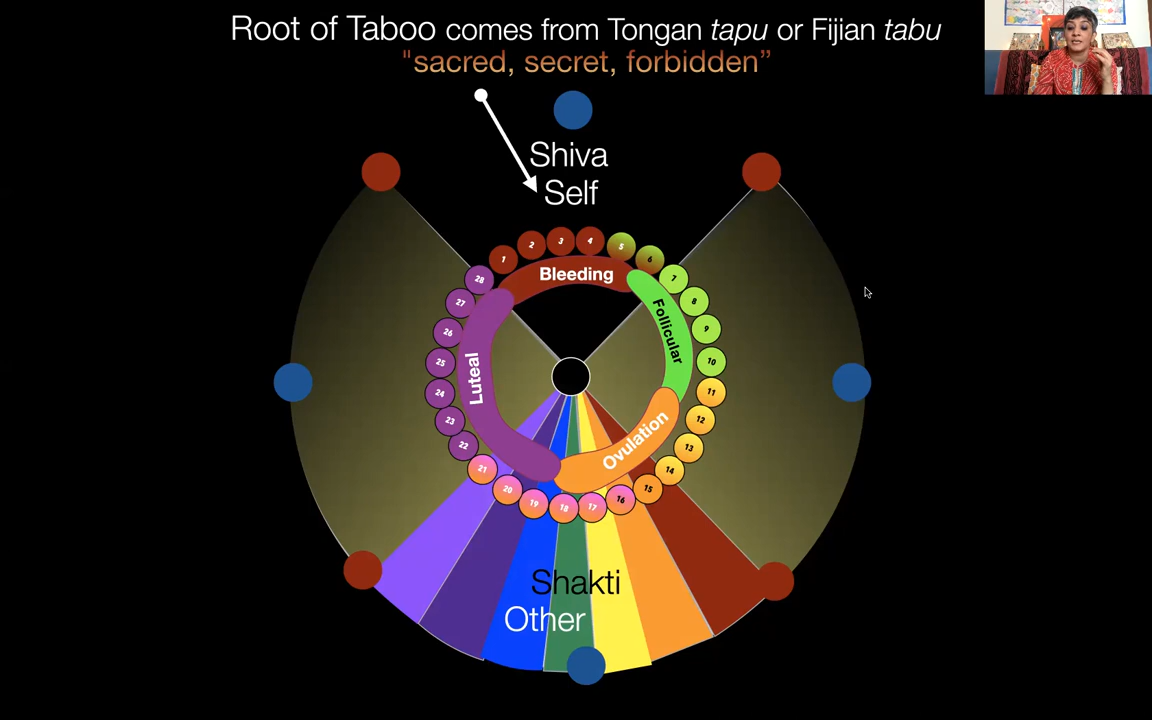 Root of Taboo comes from Tongan tapu or Fijian tabu
"sacred, secret, forbidden”
Shiva
Self
1
2
3
4
5
6
7
8
9
10
11
12
13
14
15
16
17
18
19
20
21
22
23
24
25
26
27
28
Bleeding
Follicular
Ovulation
Luteal
Shakti
Other